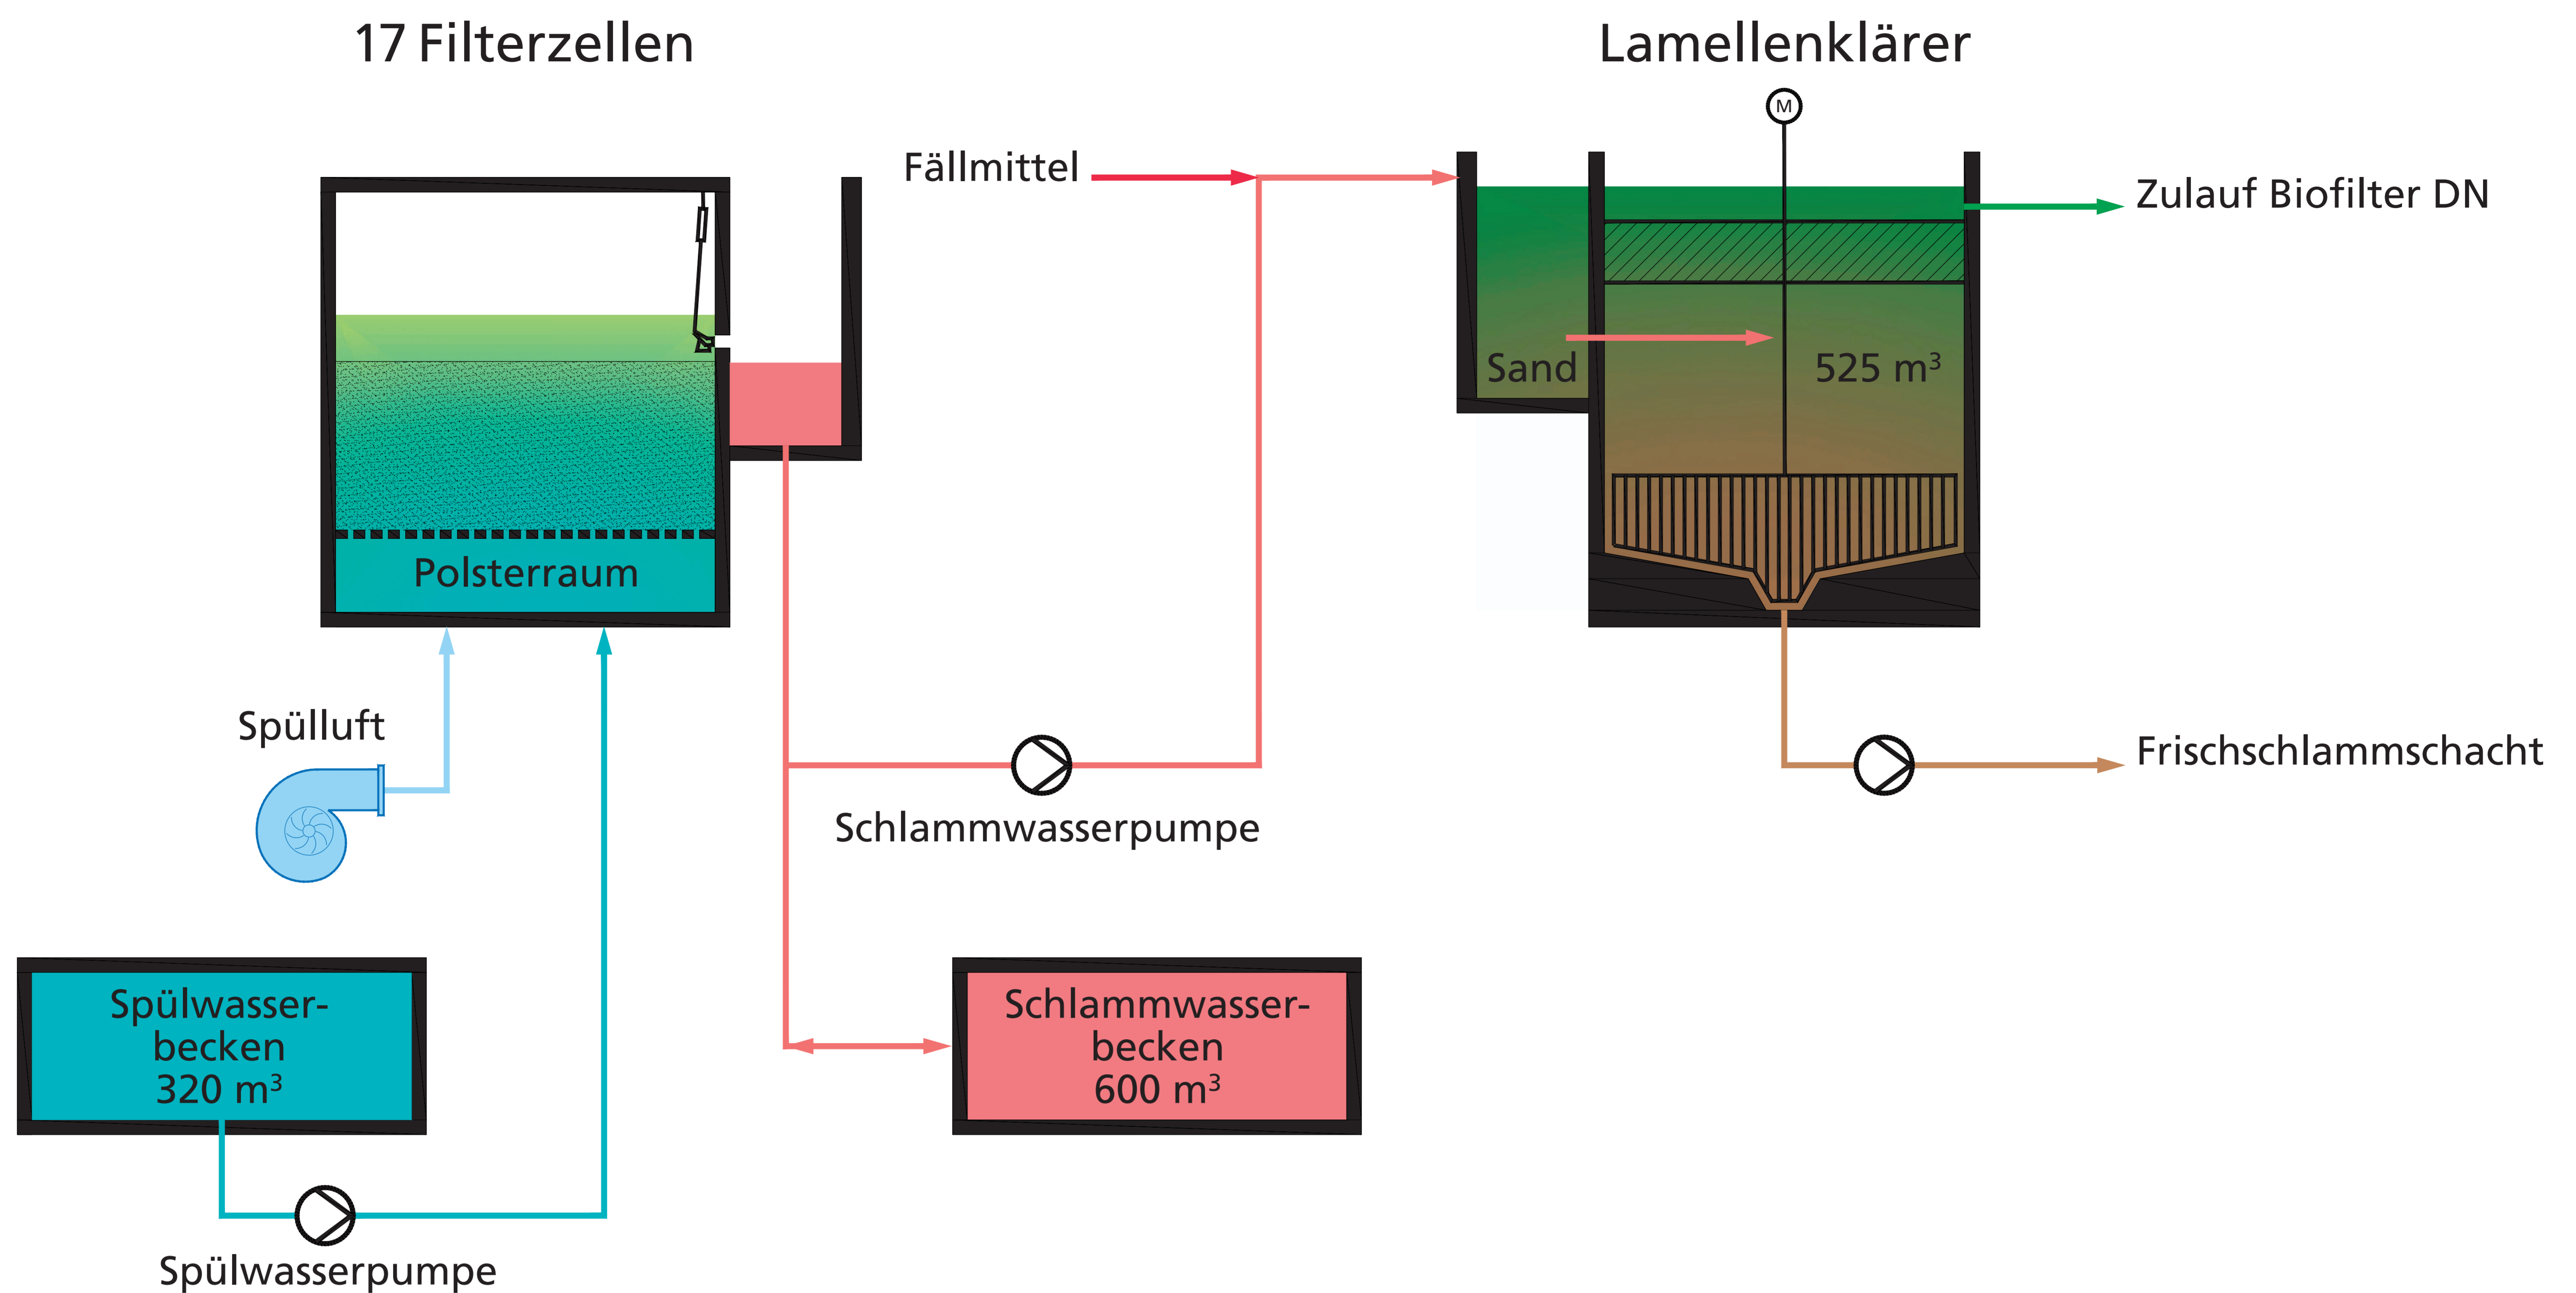 17 Filterzellen
Lamellenklärer
M
Fällmittel
Zulauf Biofilter DN
Sand
525 m³
Polsterraum
Spülluft
Frischschlammschacht
Schlammwasserpumpe
Spülwasser-
becken
320 m³
Schlammwasser-
becken
600 m³
Spülwasserpumpe